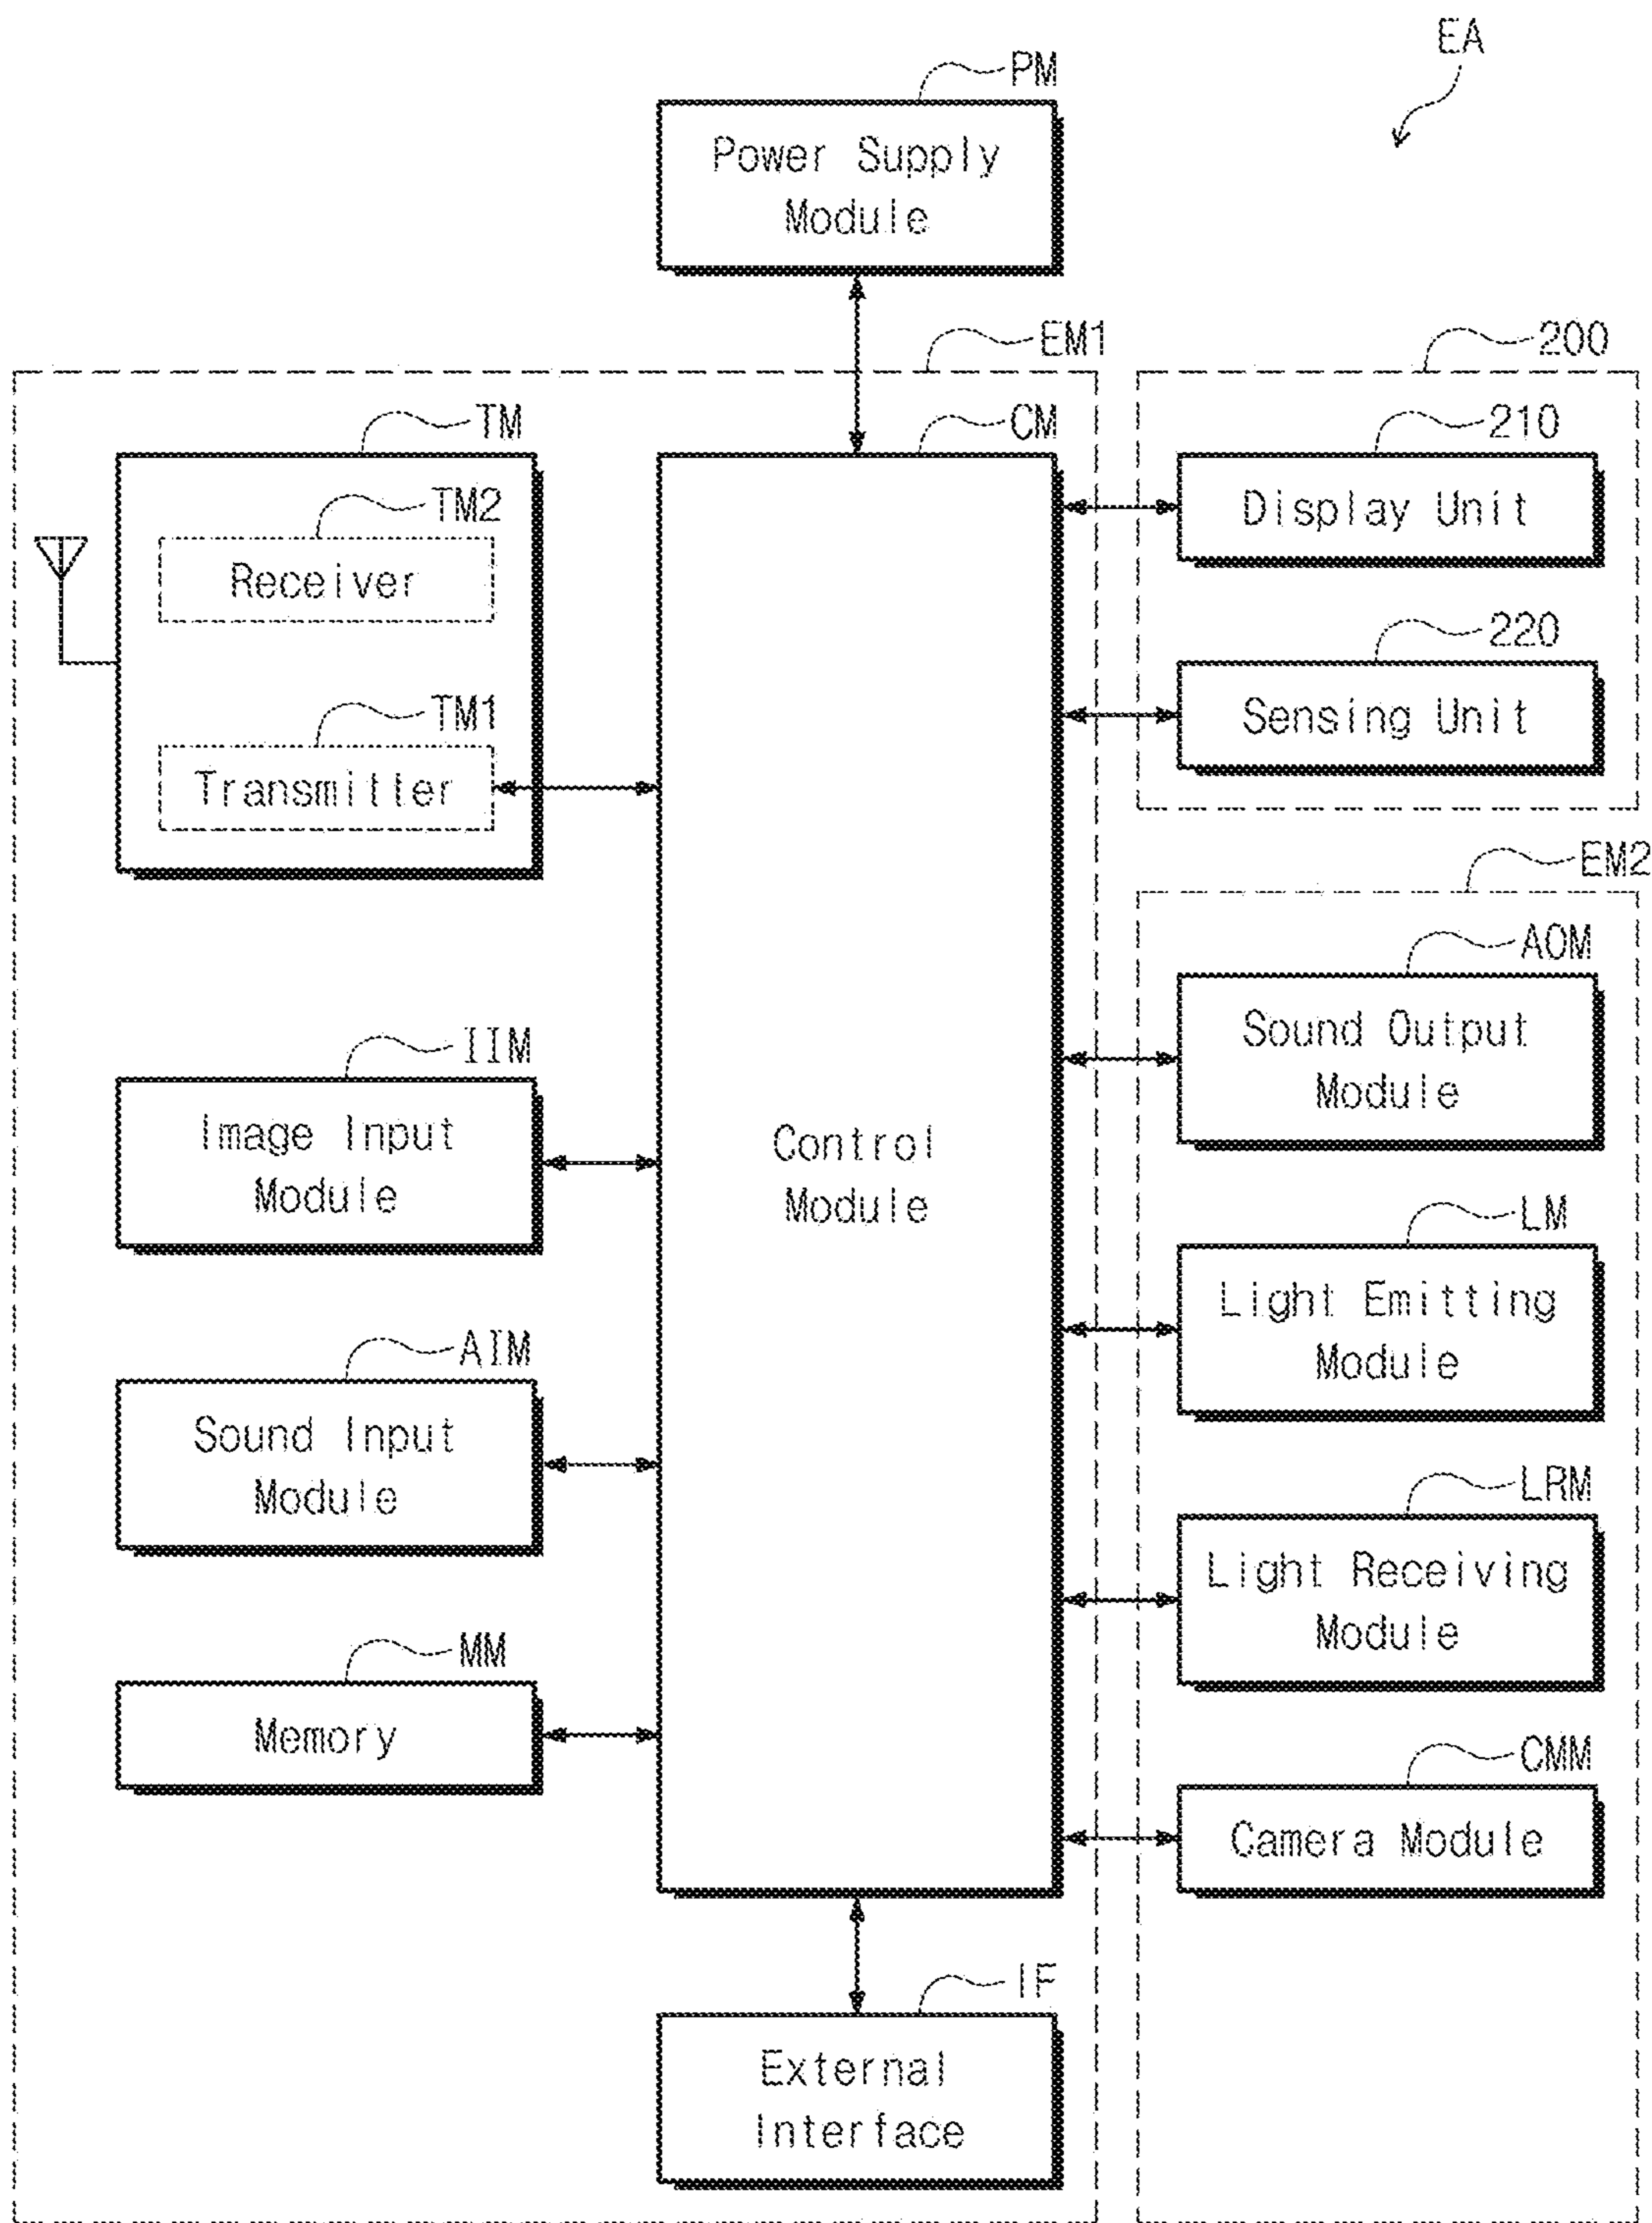 EA
PM
Power Supply
Module
EM1
200
TM
CM
210
TM2
Display Unit
Receiver
220
TM1
Sensing Unit
Transmitter
EM2
AOM
Sound Output
Module
IIM
Image Input
Module
Control
Module
LM
Light Emitting
Module
AIM
Sound Input
Module
LRM
Light Receiving
Module
MM
Memory
CMM
Camera Module
IF
External
Interface